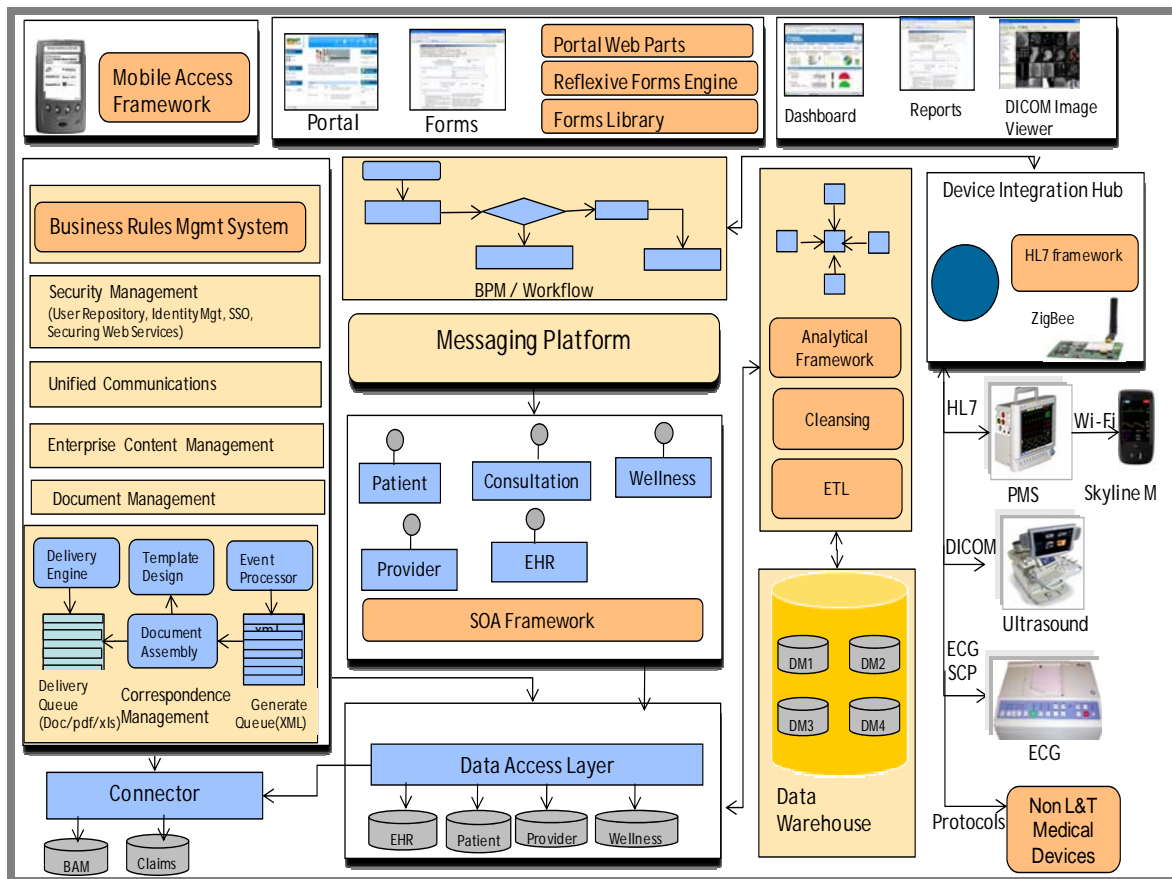 Mobile Access
Framework
Portal
Forms
Portal Web Parts
Reflexive Forms Engine
Forms Library
Dashboard
Reports
DICOM Image
Viewer
Business Rules Mgmt System
Security Management
(User Repository, Identity Mgt, SSO,
Securing Web Services)
Unified Communications
Enterprise Content Management
Document Management
Delivery
Engine
Template
Design
Event
Processor
Document
Assembly
xml
Delivery
Queue
(Doc/pdf/xls)
Correspondence
Management
Generate
Queue(XML)
Connector
BAM
Claims
BPM / Workflow
Messaging Platform
Patient
Consultation
Wellness
Provider
EHR
SOA Framework
Data Access Layer
EHR
Patient
Provider
Wellness
Analytical
Framework
Cleansing
ETL
DM1
DM2
DM3
DM4
Data
Warehouse
Device Integration Hub
HL7 framework
ZigBee
HL7
Wi-Fi
PMS
Skyline M
DICOM
Ultrasound
ECG
SCP
ECG
Protocols
Non L&T
Medical
Devices